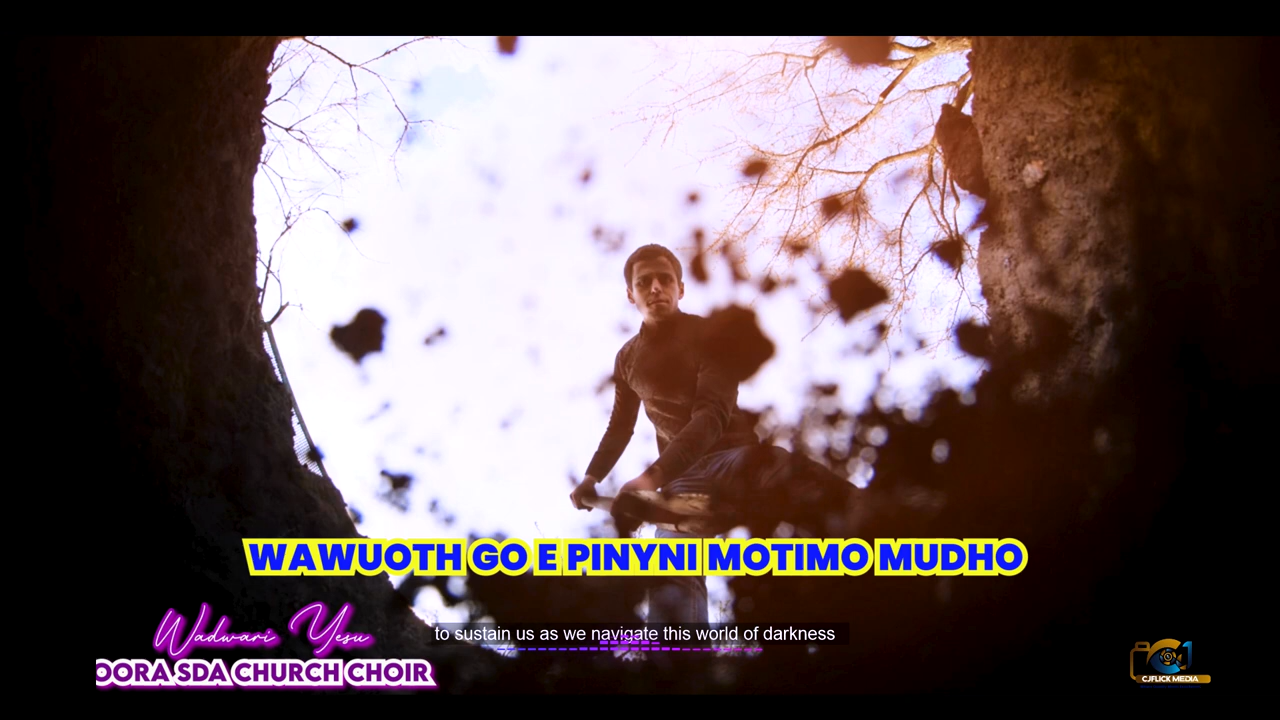 WAWUOTH GO E PINYNI MOTIMO MUDHO
Wadwari Yesu
to sustain us as we navigate this world of darkness
OORA SDA CHURCH CHOIR
CJFLICK MEDIA